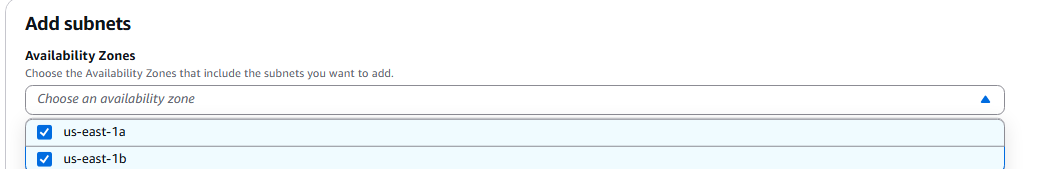 Add subnets
Availability Zones
Choose the Availability Zones that include the subnets you want to add.
Choose an availability zone
us-east-1a
us-east-1b